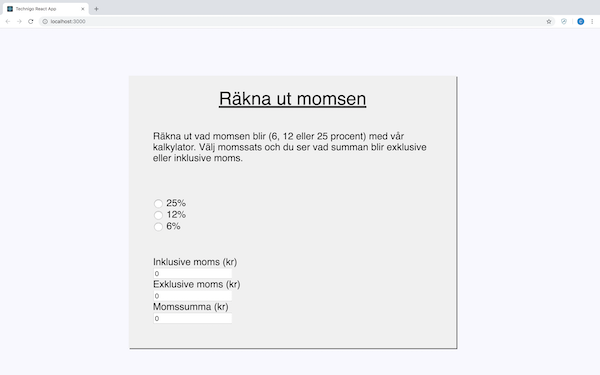 Technigo React App
localhost:3000
Räkna ut momsen
Räkna ut vad momsen blir (6, 12 eller 25 procent) med vår
kalkylator. Välj momssats och du ser vad summan blir exklusive
eller inklusive moms.
25%
12%
6%
Inklusive moms (kr)
0
Exklusive moms (kr)
0
Momssumma (kr)
0